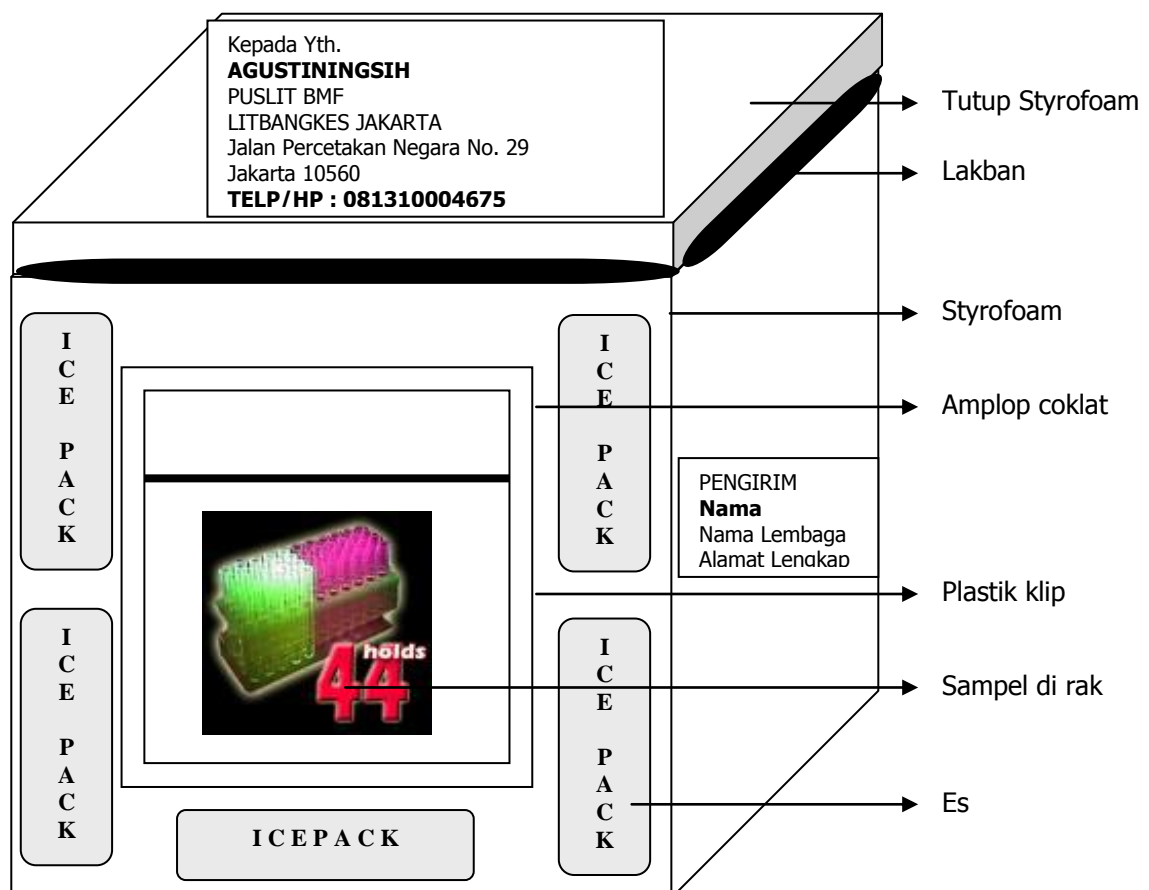 Kepada Yth.
AGUSTININGSIH
PUSLIT BMF
LITBANGKES JAKARTA
Jalan Percetakan Negara No. 29
Jakarta 10560
TELP/HP : 081310004675
Tutup Styrofoam
Lakban
Styrofoam
ICE PACK
ICE PACK
Amplop coklat
PENGIRIM
Nama
Nama Lembaga
Alamat Lengkap
Plastik klip
holds
44
Sampel di rak
ICE PACK
ICE PACK
Es
I C E P A C K